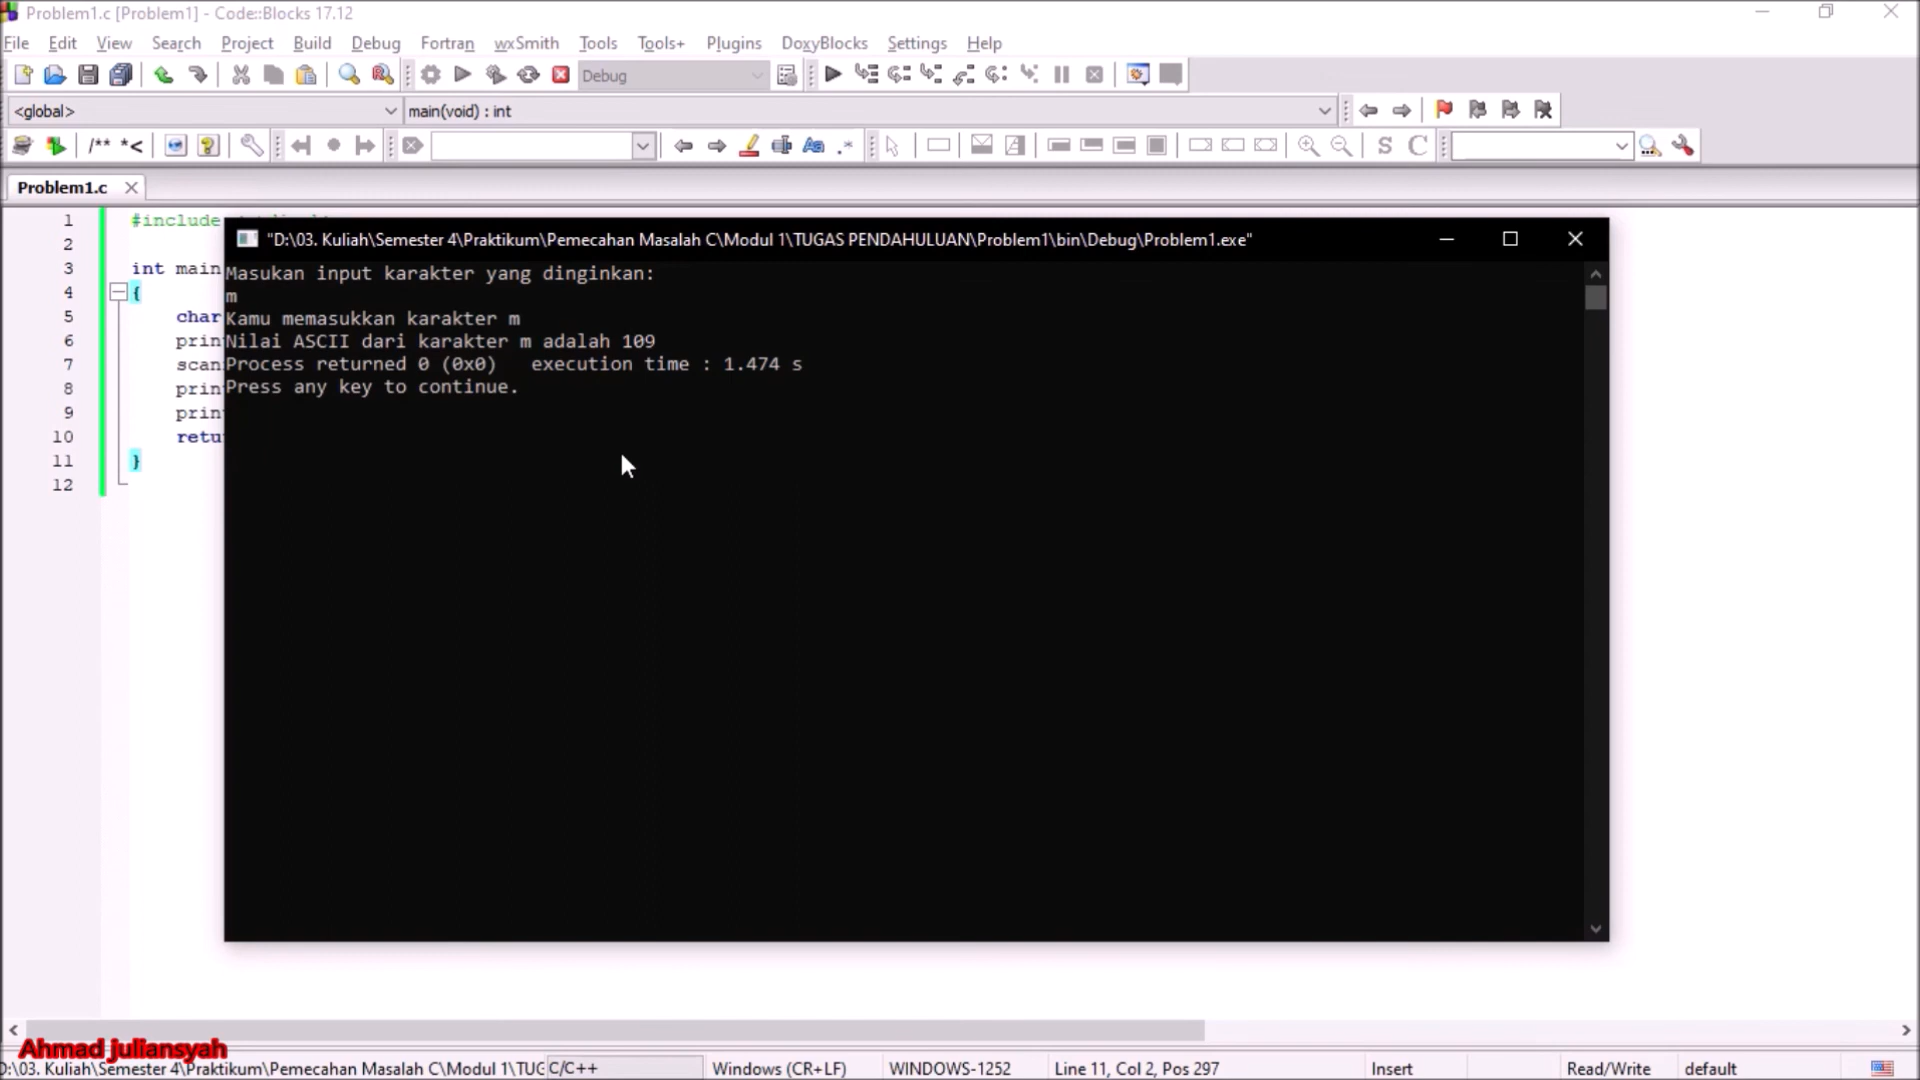 Problem1.c [Problem1] - Code::Blocks 17.12
File Edit View Search Project Build Debug Fortran wxSmith Tools Tools+ Plugins DoxyBlocks Settings Help
Debug
<global> main(void) : int
/** *< Aa .* S C
Problem1.c
1 #include
2
3 int main
4 {
5 char
6 prin
7 scan
8 prin
9 prin
10 retu
11 }
12
"D:\03. Kuliah\Semester 4\Praktikum\Pemecahan Masalah C\Modul 1\TUGAS PENDAHULUAN\Problem1\bin\Debug\Problem1.exe"
Masukan input karakter yang dinginkan:
m
Kamu memasukkan karakter m
Nilai ASCII dari karakter m adalah 109
Process returned 0 (0x0) execution time : 1.474 s
Press any key to continue.
Ahmad juliansyah
D:\03. Kuliah\Semester 4\Praktikum\Pemecahan Masalah C\Modul 1\TUG C/C++ Windows (CR+LF) WINDOWS-1252 Line 11, Col 2, Pos 297 Insert Read/Write default